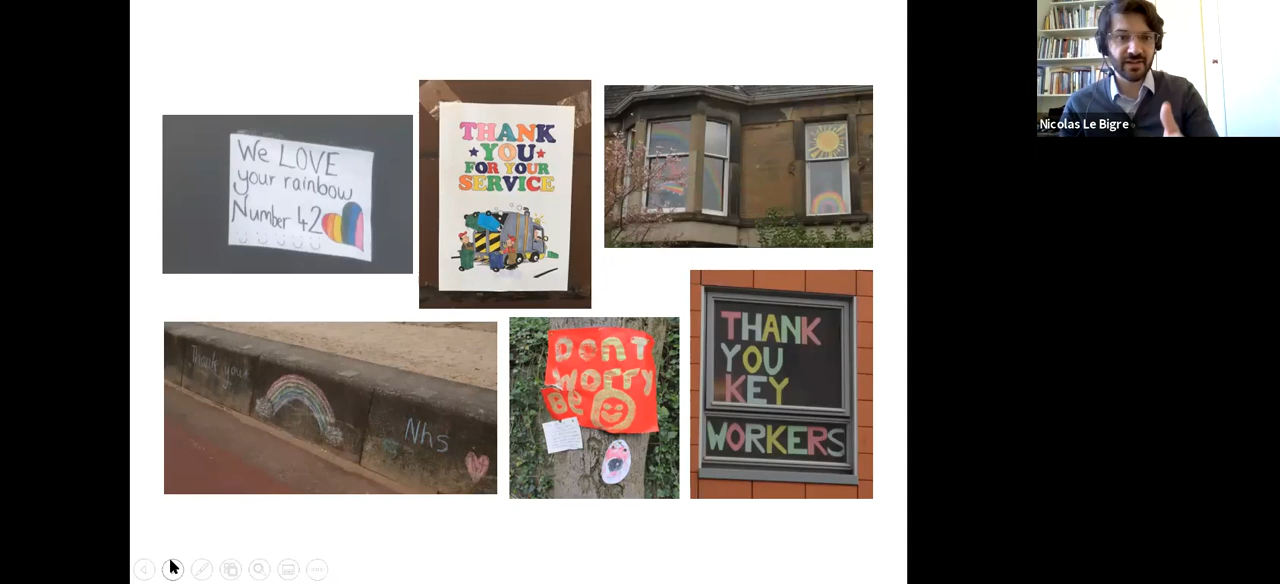 We LOVE
your rainbow
Number 42
THANK
YOU
FOR YOUR
SERVICE
Thank you
Nhs
DONT
WORRY
BE
THANK
YOU
KEY
WORKERS
Nicolas Le Bigre